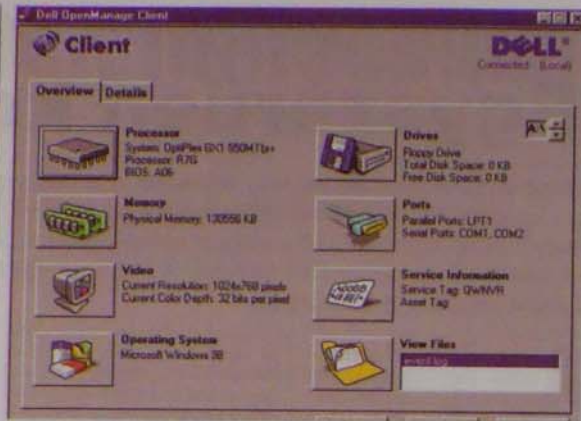 Dell OpenManage Client
Client
DELL
Connected (Local)
Overview
Details
Processor
System: OptiPlex GX1 550MTbr+
Processor: R7G
BIOS: A06
Memory
Physical Memory: 130556 KB
Video
Current Resolution: 1024x768 pixels
Current Color Depth: 32 bits per pixel
Operating System
Microsoft Windows 98
Drives
A:\
Floppy Drive
Total Disk Space: 0 KB
Free Disk Space: 0 KB
Ports
Parallel Ports: LPT1
Serial Ports: COM1, COM2
Service Information
Service Tag: QWNVR
Asset Tag:
View Files
event log